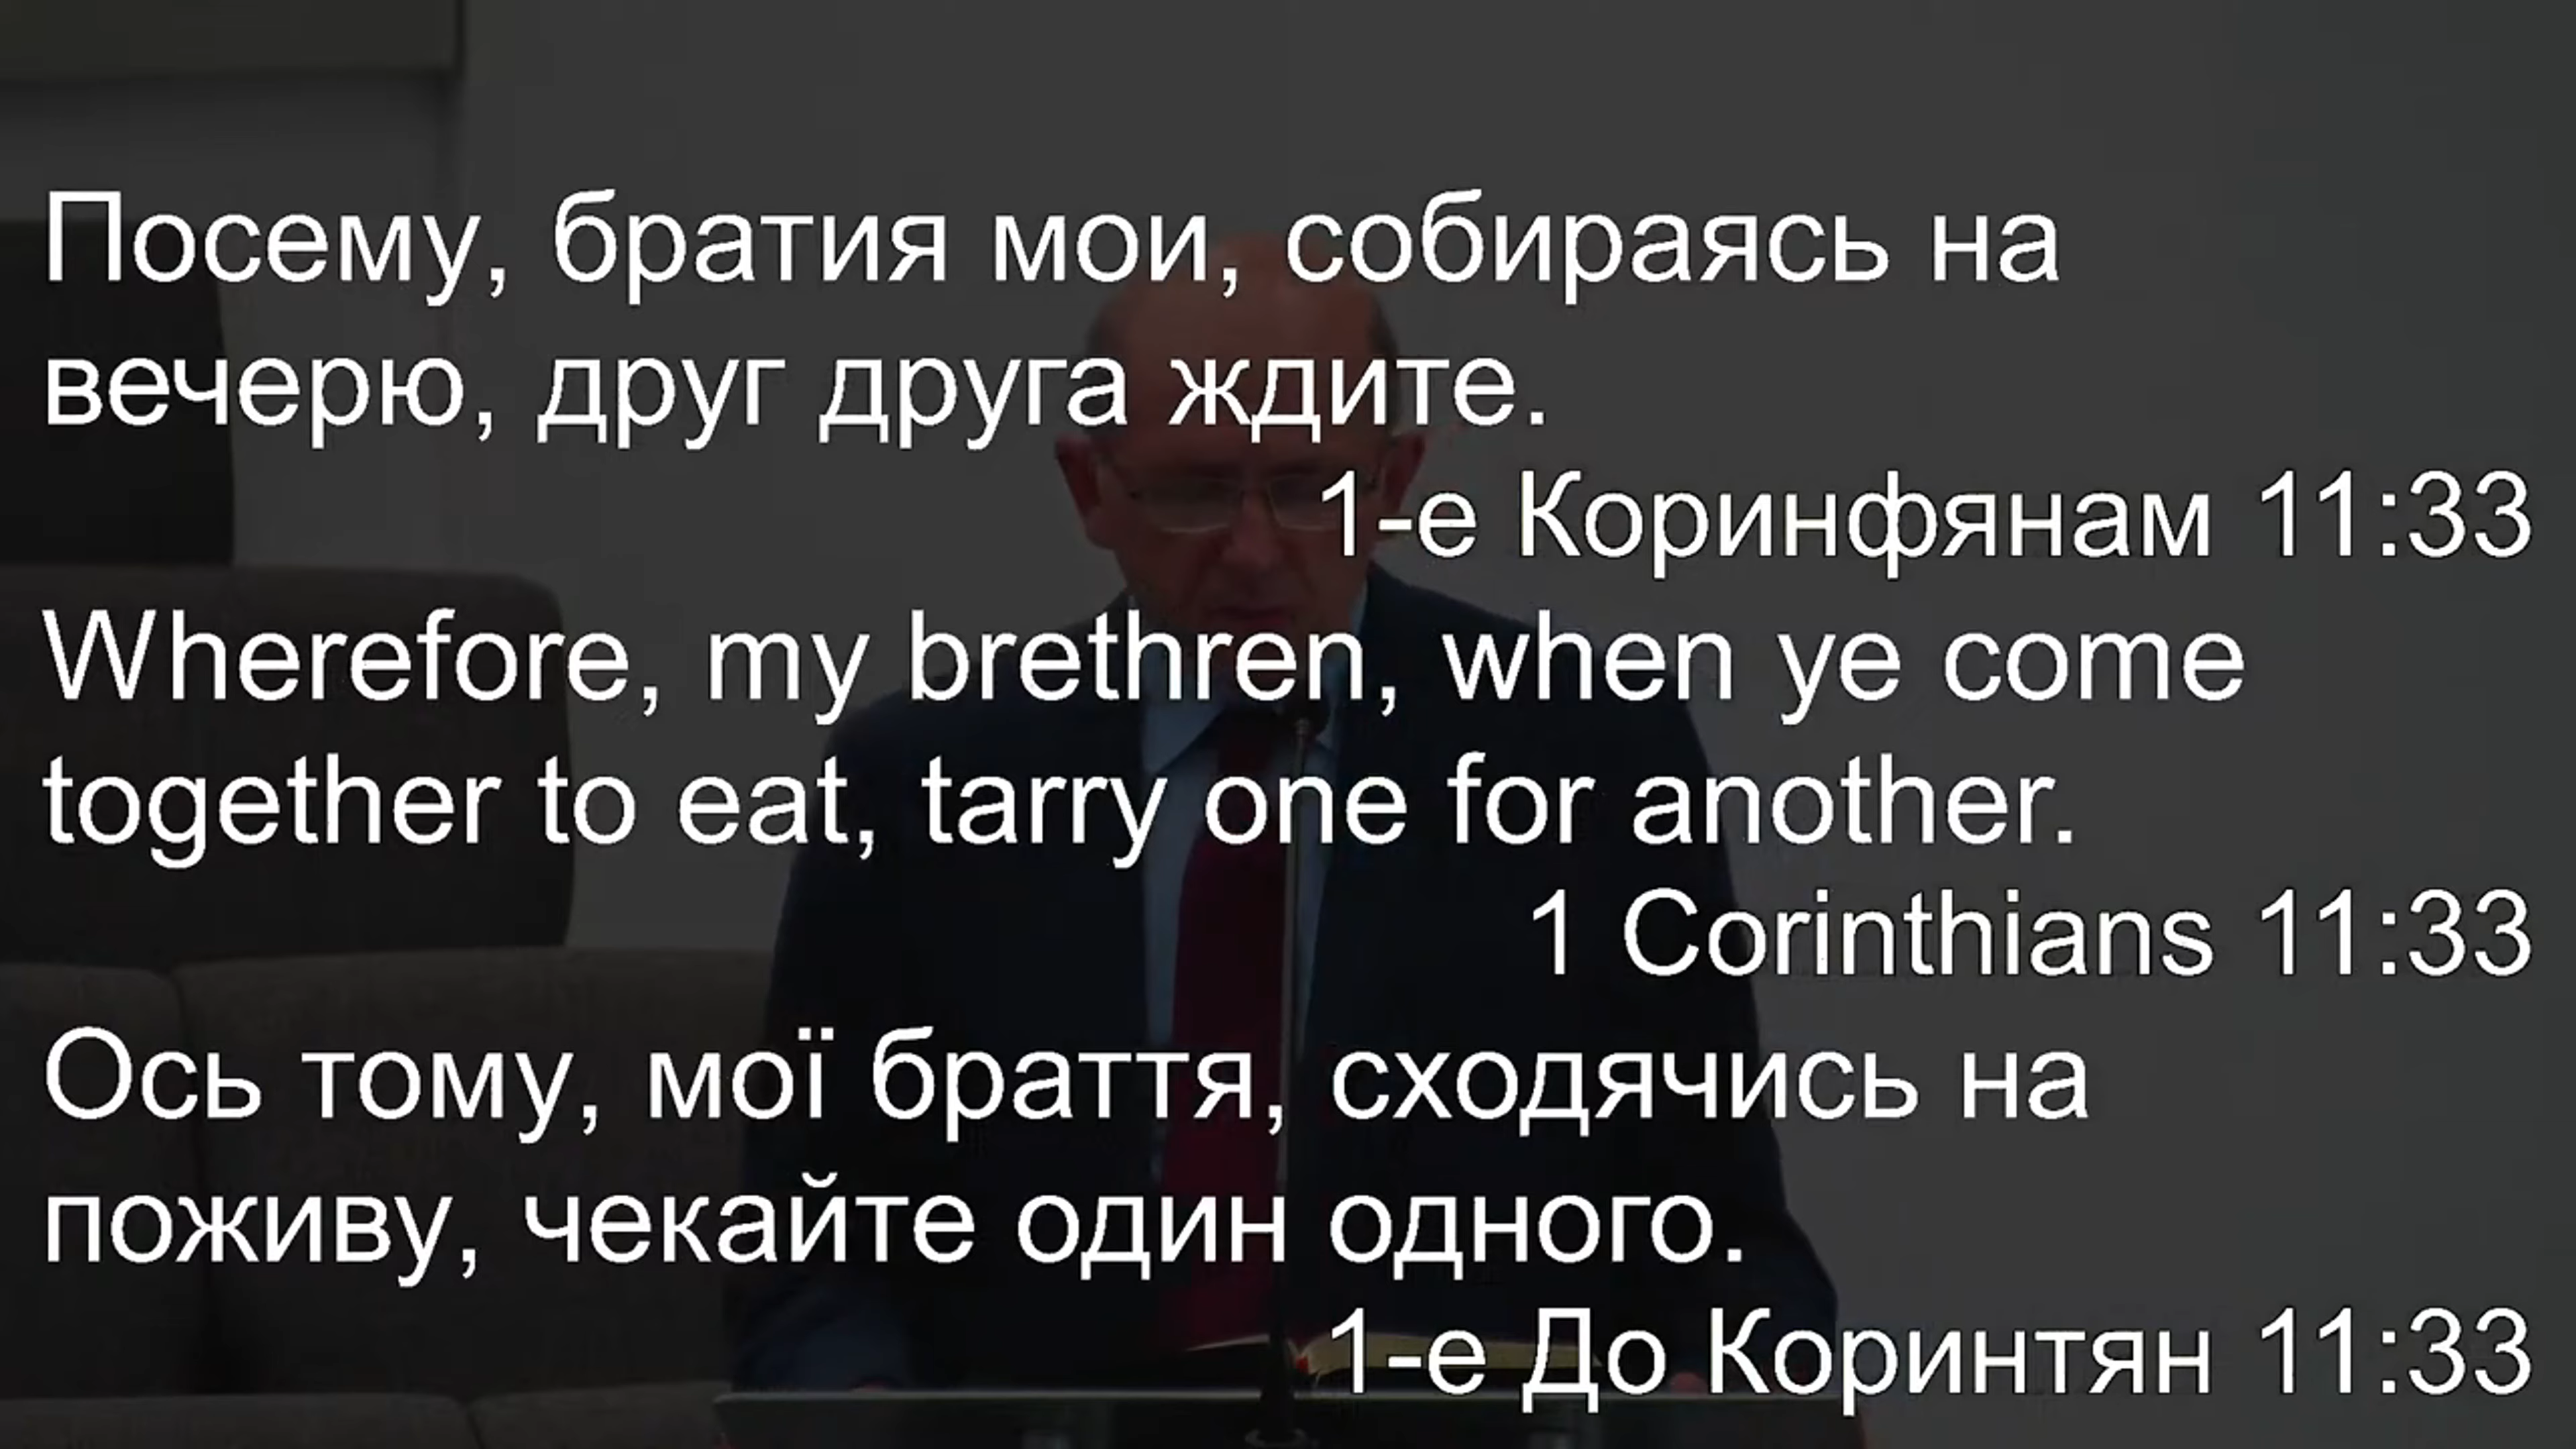 Посему, братия мои, собираясь на
вечерю, друг друга ждите.
1-е Коринфянам 11:33
Wherefore, my brethren, when ye come
together to eat, tarry one for another.
1 Corinthians 11:33
Ось тому, мої браття, сходячись на
поживу, чекайте один одного.
1-е До Коринтян 11:33